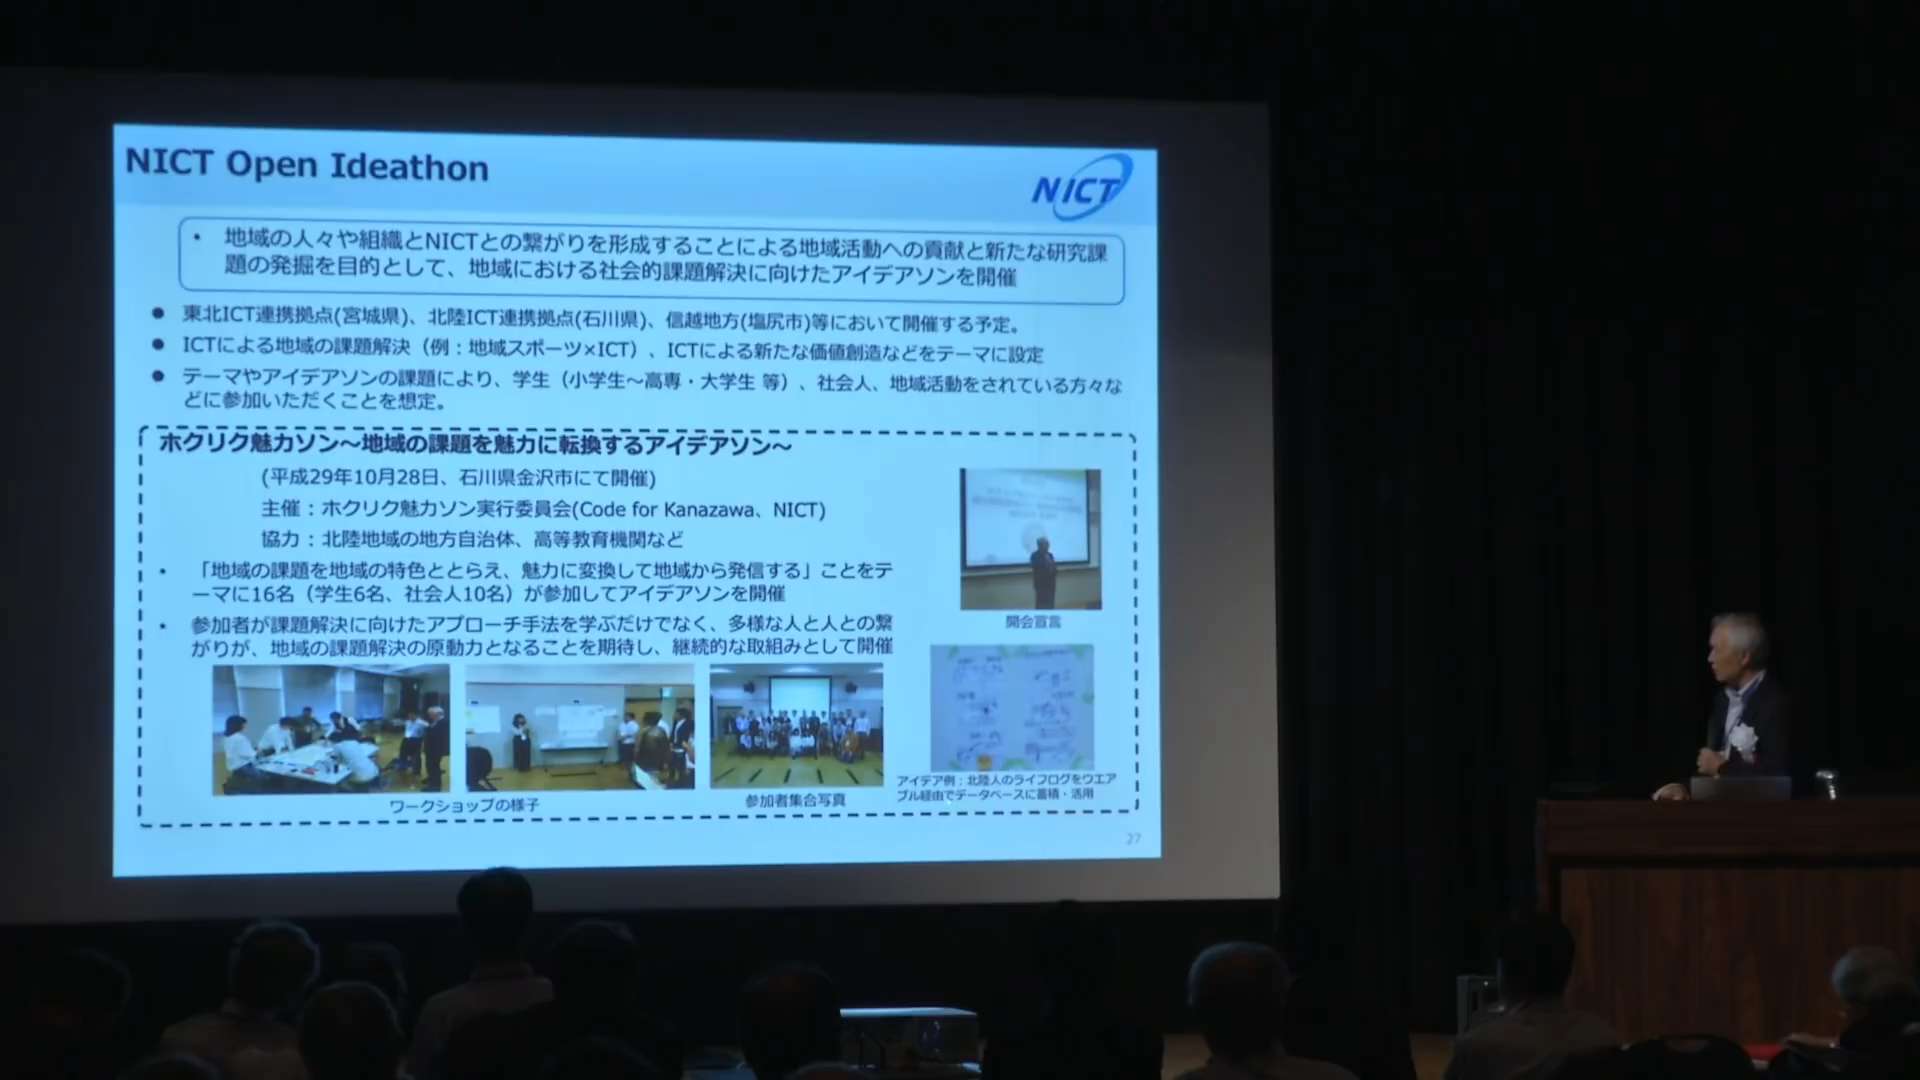 NICT Open Ideathon
NICT
・ 地域の人々や組織とNICTとの繋がりを形成することによる地域活動への貢献と新たな研究課
題の発掘を目的として、地域における社会的課題解決に向けたアイデアソンを開催
● 東北ICT連携拠点(宮城県)、北陸ICT連携拠点(石川県)、信越地方(塩尻市)等において開催する予定。
● ICTによる地域の課題解決（例：地域スポーツ×ICT）、ICTによる新たな価値創造などをテーマに設定
● テーマやアイデアソンの課題により、学生（小学生～高専・大学生 等）、社会人、地域活動をされている方々な
どに参加いただくことを想定。
ホクリク魅力ソン～地域の課題を魅力に転換するアイデアソン～
(平成29年10月28日、石川県金沢市にて開催)
主催：ホクリク魅力ソン実行委員会(Code for Kanazawa、NICT)
協力：北陸地域の地方自治体、高等教育機関など
・ 「地域の課題を地域の特色ととらえ、魅力に変換して地域から発信する」ことをテ
ーマに16名（学生6名、社会人10名）が参加してアイデアソンを開催
・ 参加者が課題解決に向けたアプローチ手法を学ぶだけでなく、多様な人と人との繋
がりが、地域の課題解決の原動力となることを期待し、継続的な取組みとして開催
開会宣言
ワークショップの様子
参加者集合写真
アイデア例：北陸人のライフログをウエア
ブル経由でデータベースに蓄積・活用
27